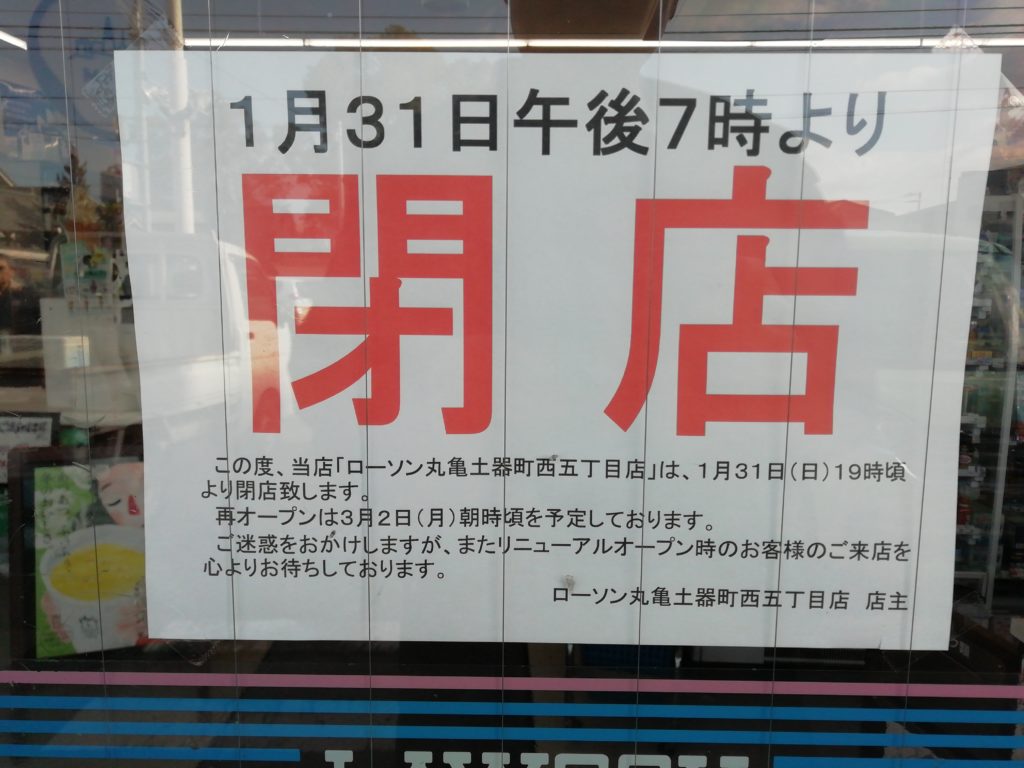 1月31日午後7時より
閉店
この度、当店「ローソン丸亀土器町西五丁目店」は、1月31日(日)19時頃
より閉店致します。
再オープンは3月2日(月)朝時頃を予定しております。
ご迷惑をおかけしますが、またリニューアルオープン時のお客様のご来店を
心よりお待ちしております。
ローソン丸亀土器町西五丁目店 店主
LAWSON